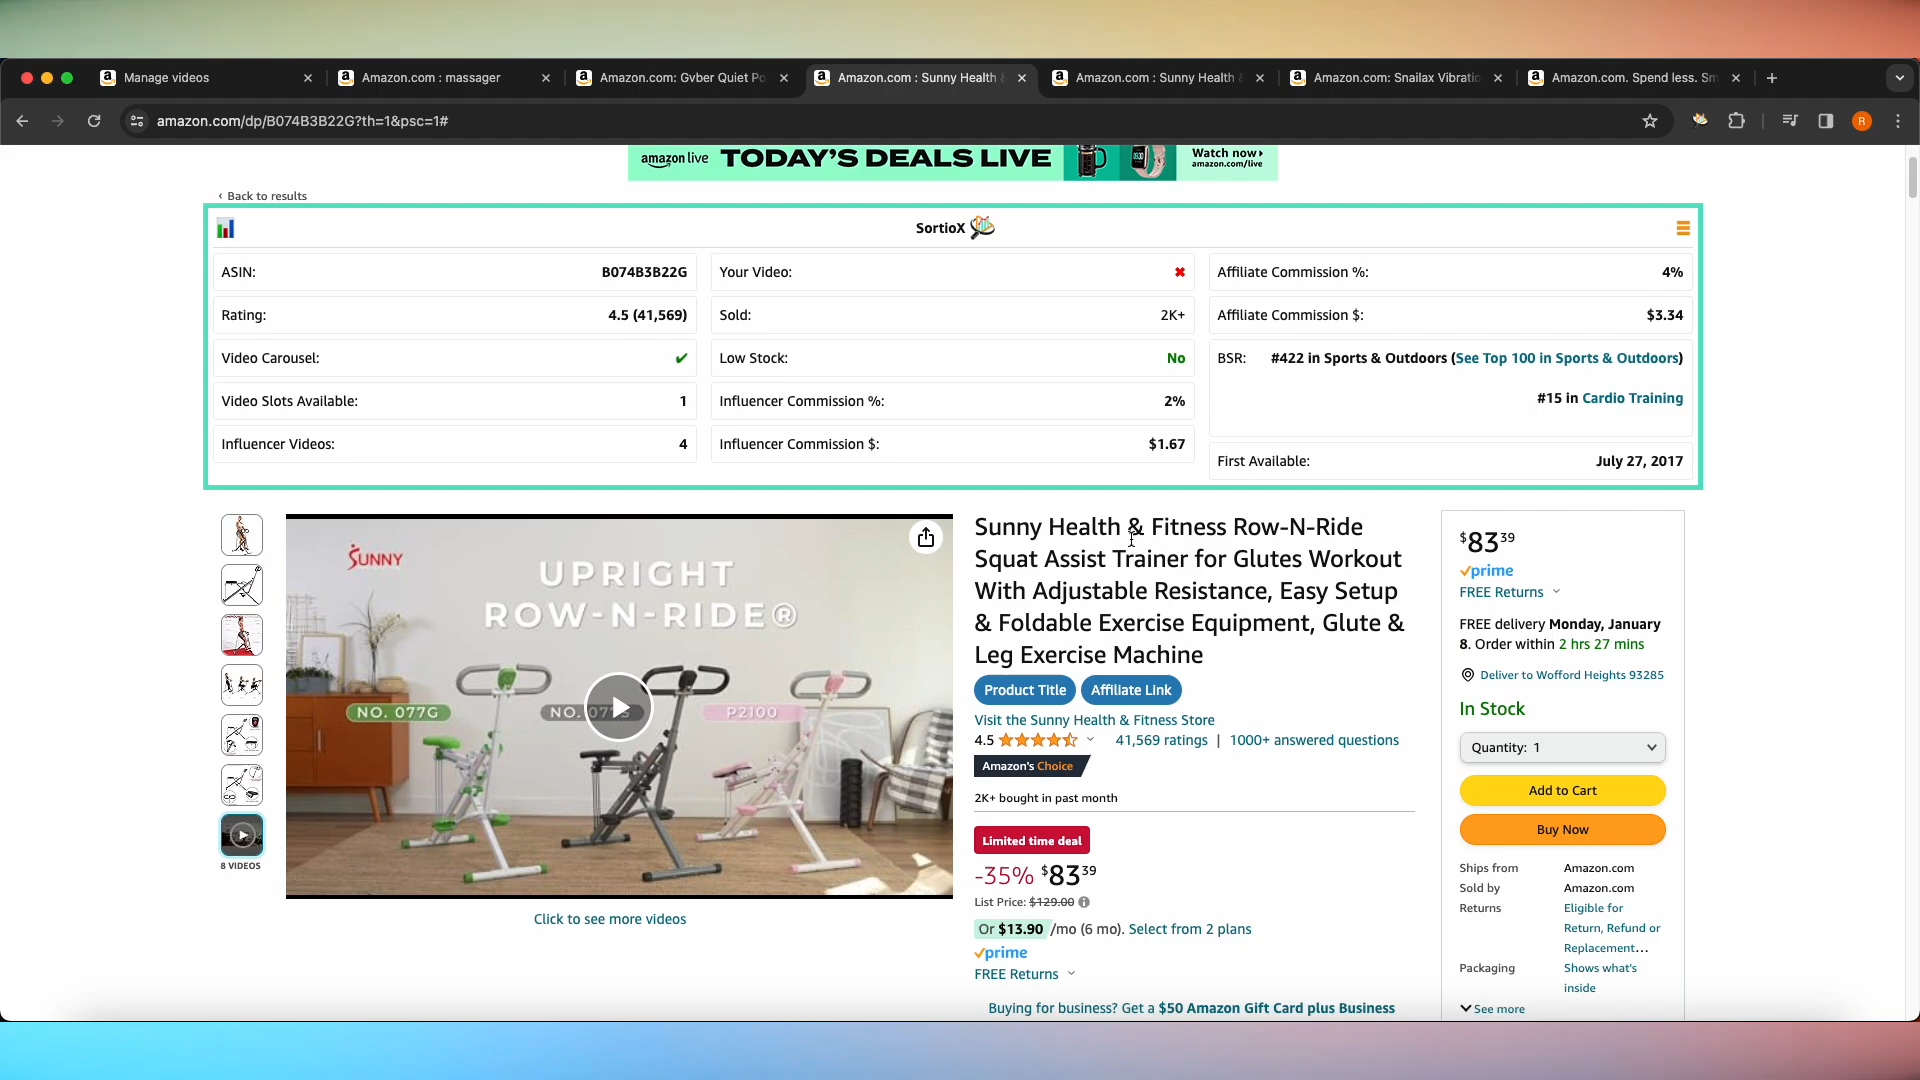 Manage videos
Amazon.com : massager
Amazon.com: Gvber Quiet Po
Amazon.com : Sunny Health &
Amazon.com : Sunny Health &
Amazon.com: Snailax Vibratio
Amazon.com. Spend less. Sm
amazon.com/dp/B074B3B22G?th=1&psc=1#
R
amazon live TODAY'S DEALS LIVE
Watch now
amazon.com/live
‹ Back to results
SortioX
ASIN: B074B3B22G
Your Video: ✖
Affiliate Commission %: 4%
Rating: 4.5 (41,569)
Sold: 2K+
Affiliate Commission $: $3.34
Video Carousel: ✔
Low Stock: No
BSR: #422 in Sports & Outdoors (See Top 100 in Sports & Outdoors)
#15 in Cardio Training
Video Slots Available: 1
Influencer Commission %: 2%
Influencer Videos: 4
Influencer Commission $: $1.67
First Available: July 27, 2017
8 VIDEOS
SUNNY
UPRIGHT
ROW-N-RIDE®
NO. 077G
NO. 077S
P2100
Click to see more videos
Sunny Health & Fitness Row-N-Ride
Squat Assist Trainer for Glutes Workout
With Adjustable Resistance, Easy Setup
& Foldable Exercise Equipment, Glute &
Leg Exercise Machine
Product Title
Affiliate Link
Visit the Sunny Health & Fitness Store
4.5 41,569 ratings | 1000+ answered questions
Amazon's Choice
2K+ bought in past month
Limited time deal
-35% $83 39
List Price: $129.00
Or $13.90 /mo (6 mo). Select from 2 plans
prime
FREE Returns
Buying for business? Get a $50 Amazon Gift Card plus Business
$83 39
prime
FREE Returns
FREE delivery Monday, January
8. Order within 2 hrs 27 mins
Deliver to Wofford Heights 93285
In Stock
Quantity: 1
Add to Cart
Buy Now
Ships from Amazon.com
Sold by Amazon.com
Returns Eligible for
Return, Refund or
Replacement...
Packaging Shows what's
inside
See more